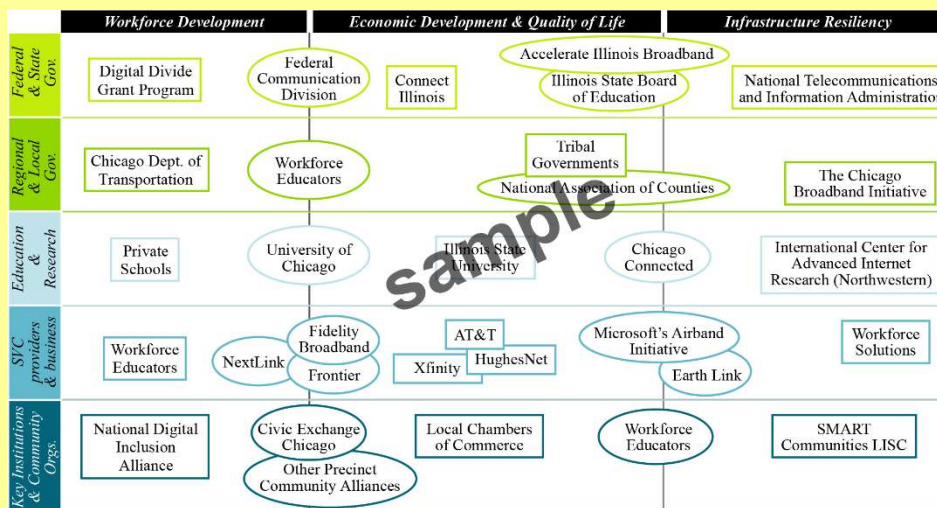 Workforce Development
Economic Development & Quality of Life
Infrastructure Resiliency
Federal
& State
Gov.
Digital Divide
Grant Program
Federal
Communication
Division
Connect
Illinois
Accelerate Illinois Broadband
Illinois State Board
of Education
National Telecommunications
and Information Administration
Regional
& Local
Gov.
Chicago Dept. of
Transportation
Workforce
Educators
Tribal
Governments
National Association of Counties
The Chicago
Broadband Initiative
Education
&
Research
Private
Schools
University of
Chicago
Illinois State
University
Chicago
Connected
International Center for
Advanced Internet
Research (Northwestern)
sample
SVC
providers
& business
Workforce
Educators
NextLink
Fidelity
Broadband
Frontier
AT&T
Xfinity
HughesNet
Microsoft's Airband
Initiative
Earth Link
Workforce
Solutions
Key Institutions
& Community
Orgs.
National Digital
Inclusion
Alliance
Civic Exchange
Chicago
Other Precinct
Community Alliances
Local Chambers
of Commerce
Workforce
Educators
SMART
Communities LISC